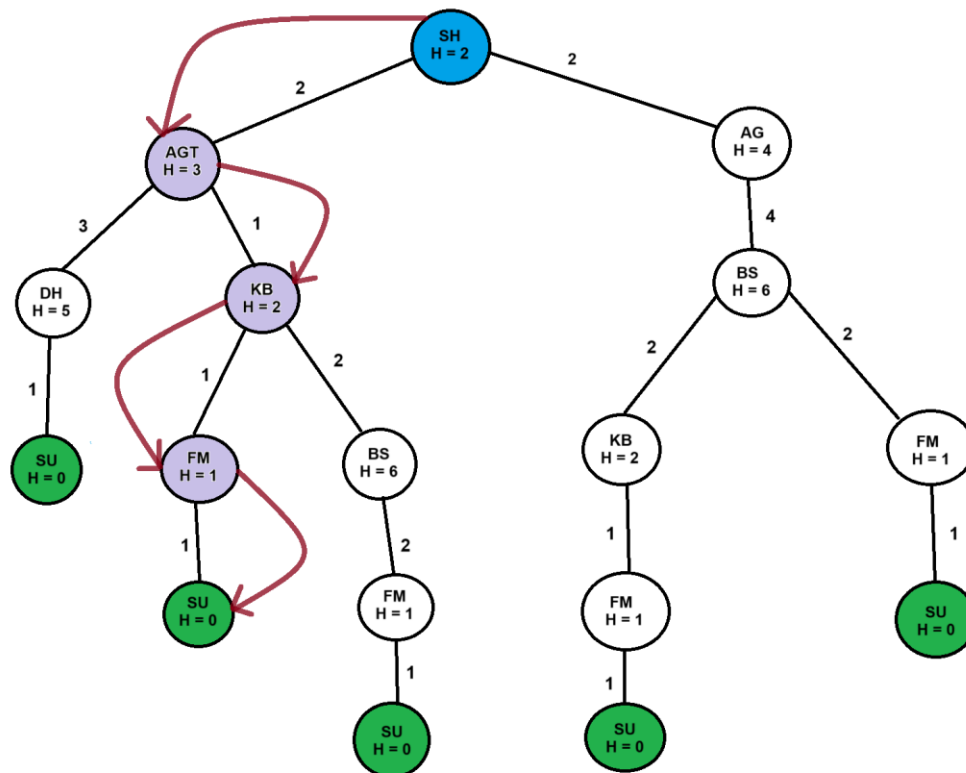 SH
H = 2
2
2
AGT
H = 3
AG
H = 4
3
1
4
DH
H = 5
KB
H = 2
BS
H = 6
1
1
2
2
2
SU
H = 0
FM
H = 1
BS
H = 6
KB
H = 2
FM
H = 1
1
2
1
1
SU
H = 0
FM
H = 1
FM
H = 1
SU
H = 0
1
1
SU
H = 0
SU
H = 0